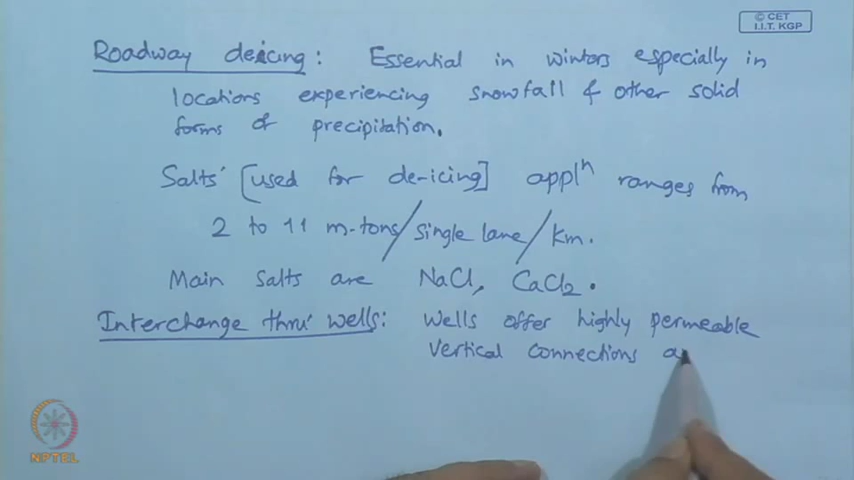 © CET
I.I.T. KGP
Roadway deicing: Essential in winters especially in
locations experiencing snowfall & other solid
forms of precipitation.
Salts' [used for de-icing] applⁿ ranges from
2 to 11 m-tons/single lane/km.
Main salts are NaCl, CaCl₂.
Interchange thru' wells: Wells offer highly permeable
vertical connections a
NPTEL